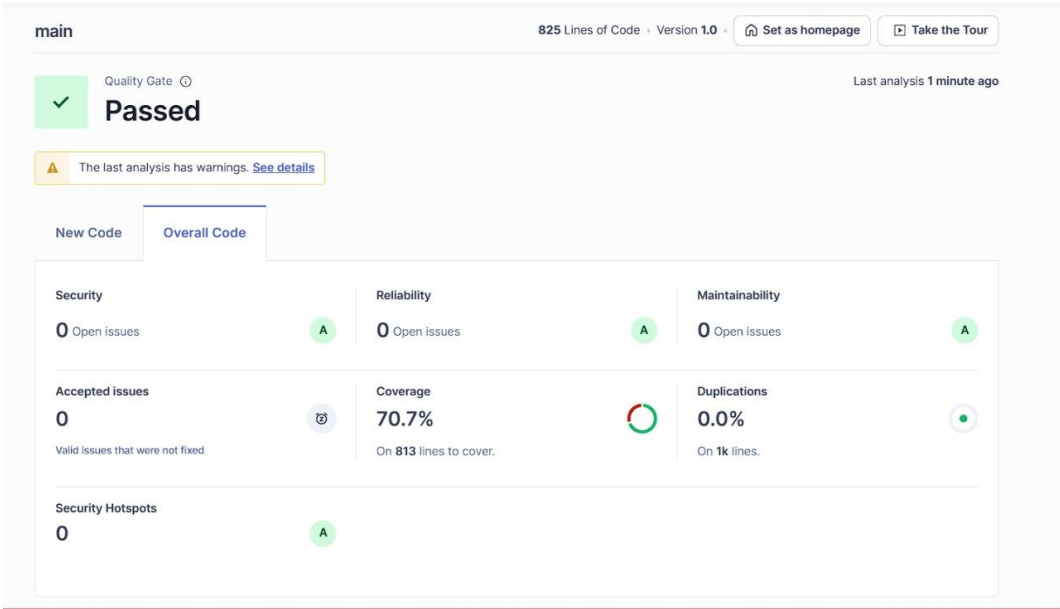 main
825 Lines of Code · Version 1.0 · Set as homepage Take the Tour
Quality Gate
Passed
Last analysis 1 minute ago
The last analysis has warnings. See details
New Code Overall Code
Security
0 Open issues
A
Reliability
0 Open issues
A
Maintainability
0 Open issues
A
Accepted issues
0
Valid issues that were not fixed
Coverage
70.7%
On 813 lines to cover.
Duplications
0.0%
On 1k lines.
Security Hotspots
0
A